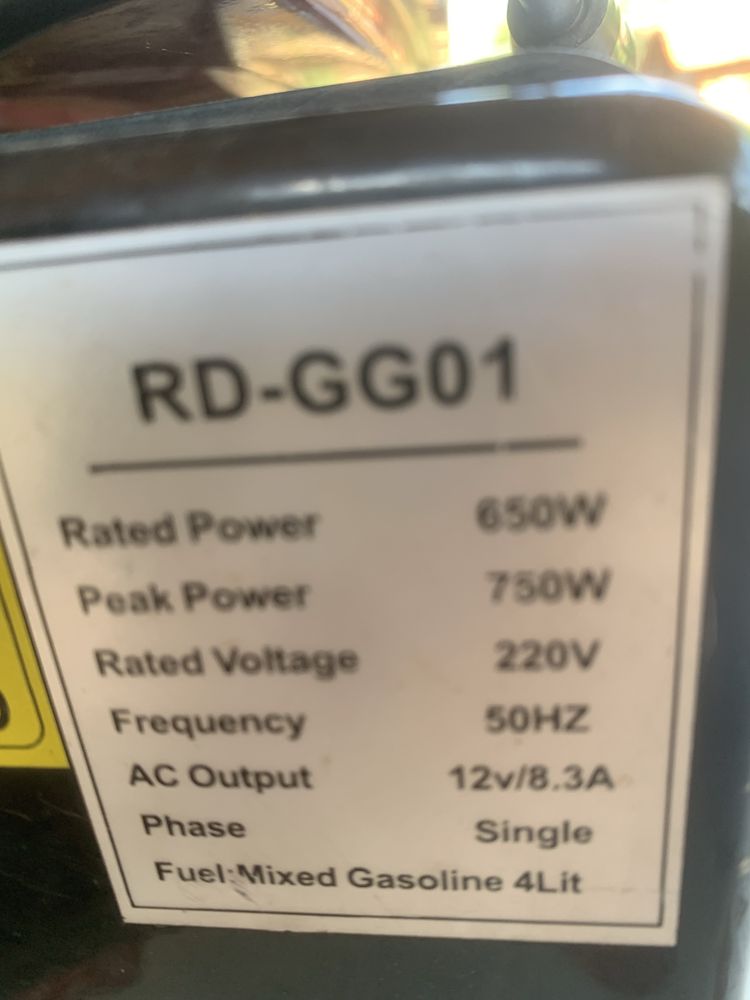 RD-GG01
Rated Power 650W
Peak Power 750W
Rated Voltage 220V
Frequency 50HZ
AC Output 12v/8.3A
Phase Single
Fuel:Mixed Gasoline 4Lit